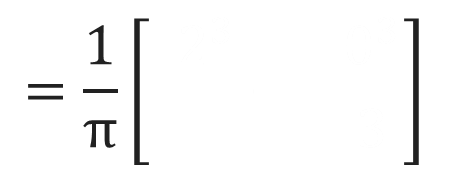 = 1/π [ ]